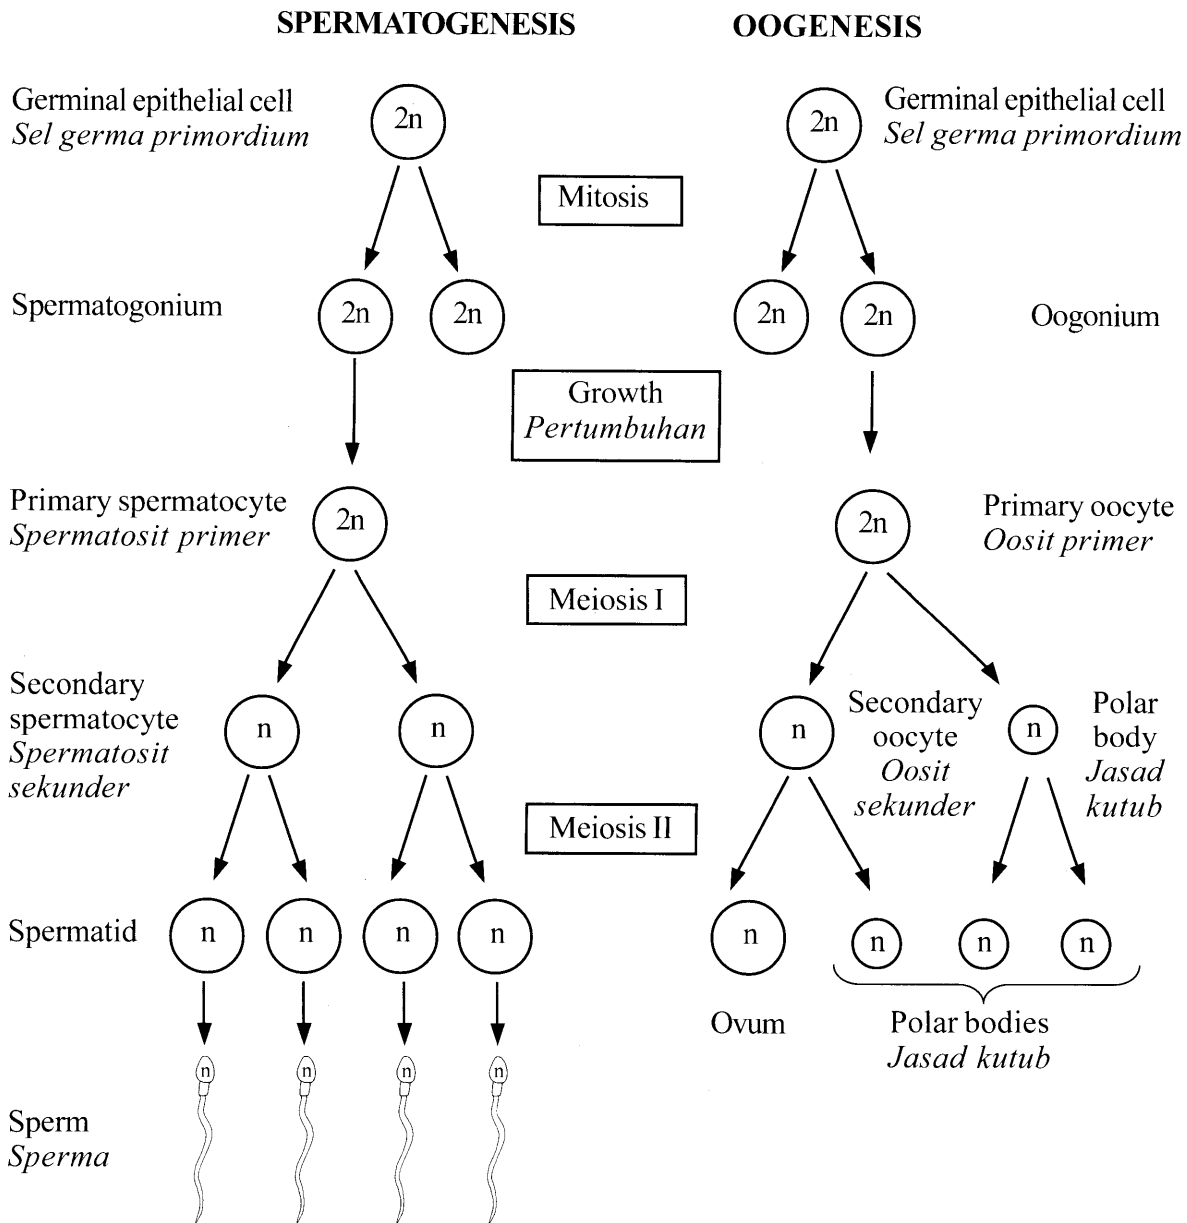 SPERMATOGENESIS
OOGENESIS
Germinal epithelial cell
Sel germa primordium
2n
2n
Germinal epithelial cell
Sel germa primordium
Mitosis
Spermatogonium
2n
2n
2n
2n
Oogonium
Growth
Pertumbuhan
Primary spermatocyte
Spermatosit primer
2n
2n
Primary oocyte
Oosit primer
Meiosis I
Secondary
spermatocyte
Spermatosit
sekunder
n
n
n
Secondary
oocyte
Oosit
sekunder
n
Polar
body
Jasad
kutub
Meiosis II
Spermatid
n
n
n
n
n
n
n
n
Ovum
Polar bodies
Jasad kutub
n
n
n
n
Sperm
Sperma